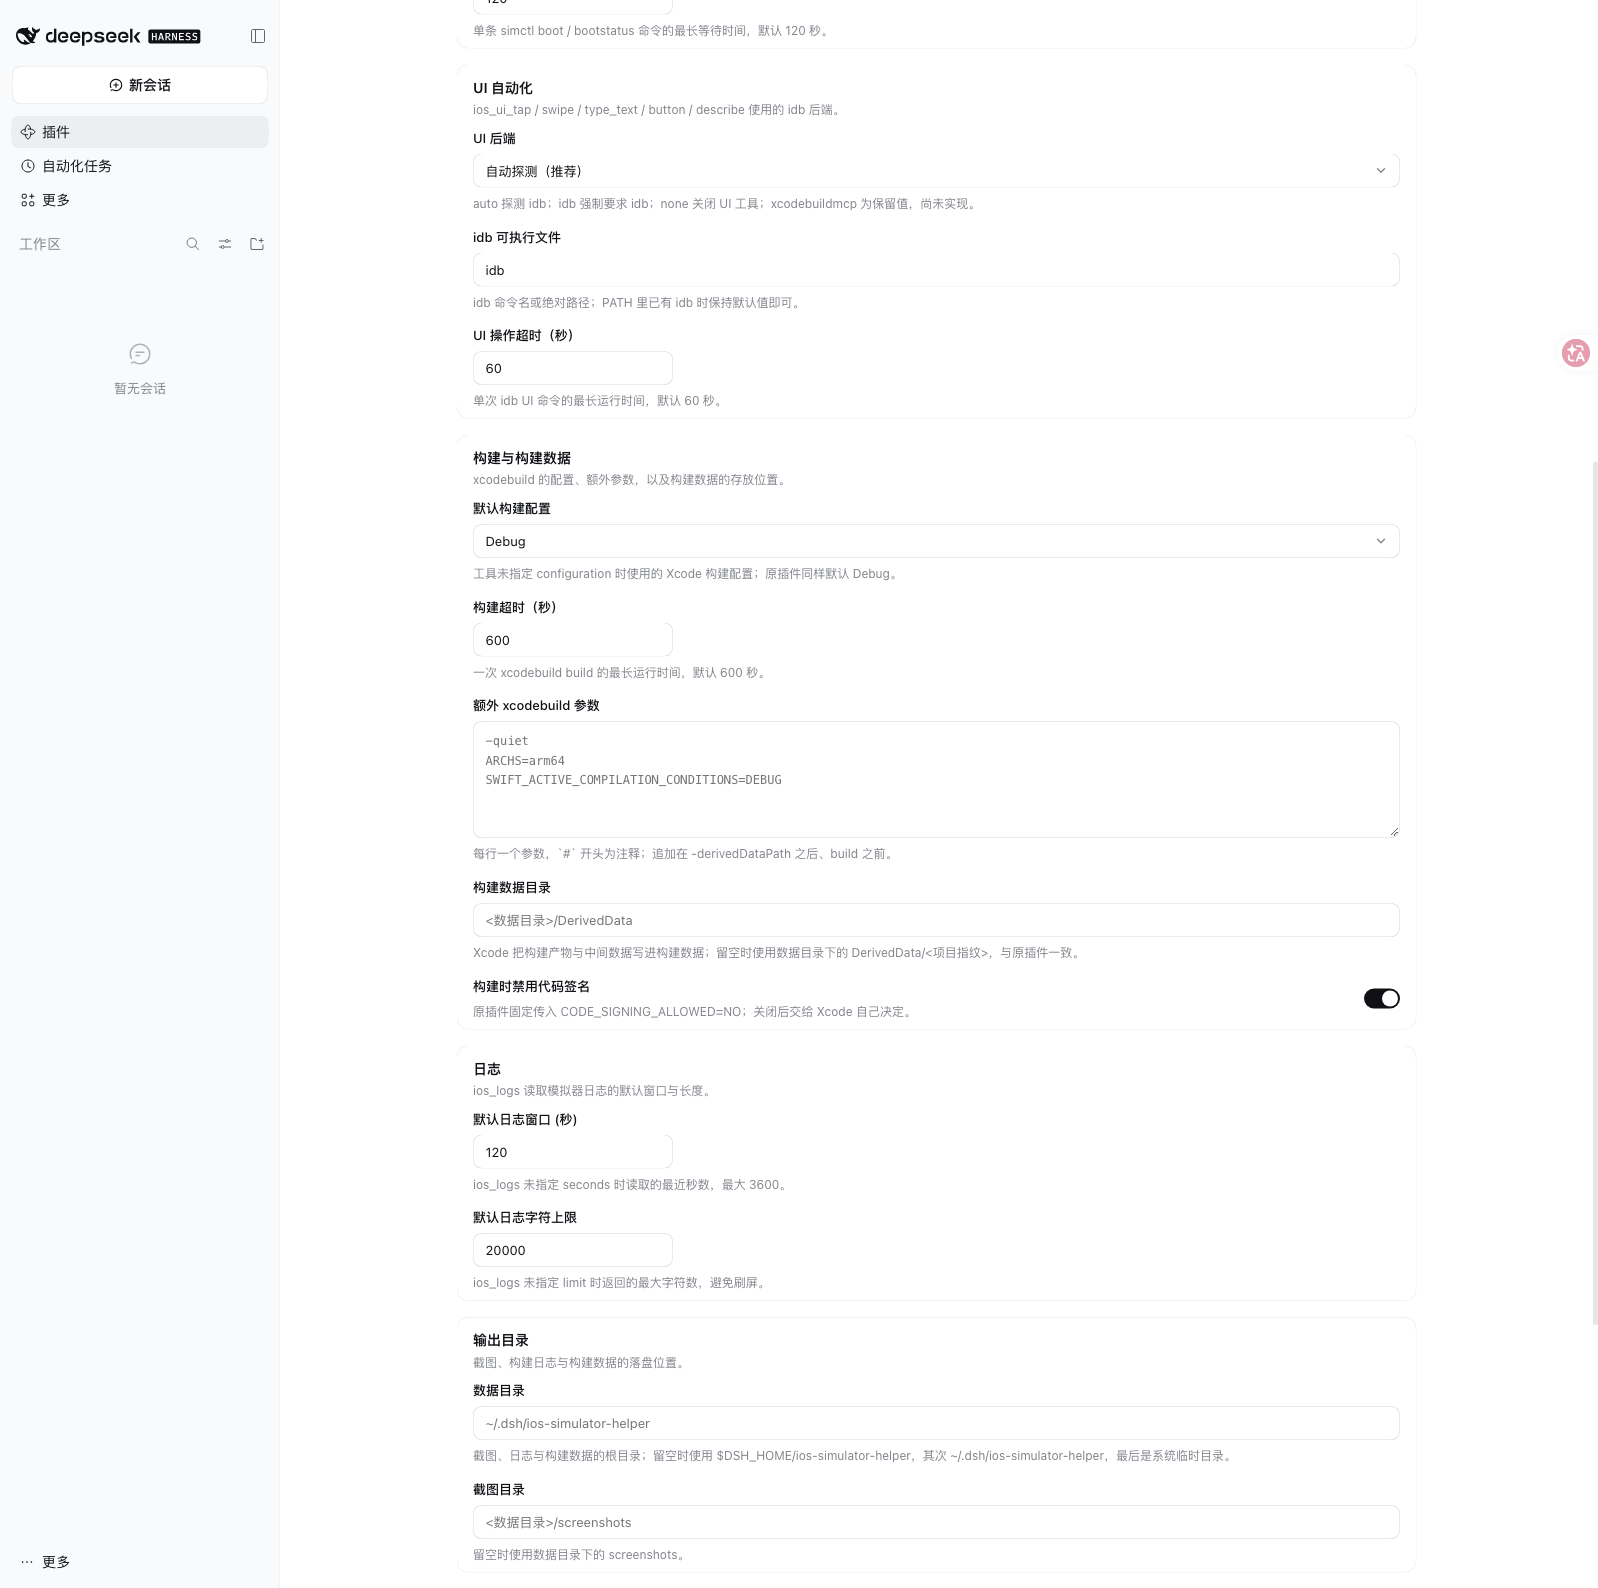 deepseek HARNESS
新会话
插件
自动化任务
更多
工作区
暂无会话
更多
120
单条 simctl boot / bootstatus 命令的最长等待时间，默认 120 秒。
UI 自动化
ios_ui_tap / swipe / type_text / button / describe 使用的 idb 后端。
UI 后端
自动探测（推荐）
auto 探测 idb；idb 强制要求 idb；none 关闭 UI 工具；xcodebuildmcp 为保留值，尚未实现。
idb 可执行文件
idb
idb 命令名或绝对路径；PATH 里已有 idb 时保持默认值即可。
UI 操作超时（秒）
60
单次 idb UI 命令的最长运行时间，默认 60 秒。
构建与构建数据
xcodebuild 的配置、额外参数，以及构建数据的存放位置。
默认构建配置
Debug
工具未指定 configuration 时使用的 Xcode 构建配置；原插件同样默认 Debug。
构建超时（秒）
600
一次 xcodebuild build 的最长运行时间，默认 600 秒。
额外 xcodebuild 参数
-quiet
ARCHS=arm64
SWIFT_ACTIVE_COMPILATION_CONDITIONS=DEBUG
每行一个参数，`#` 开头为注释；追加在 -derivedDataPath 之后、build 之前。
构建数据目录
<数据目录>/DerivedData
Xcode 把构建产物与中间数据写进构建数据；留空时使用数据目录下的 DerivedData/<项目指纹>，与原插件一致。
构建时禁用代码签名
原插件固定传入 CODE_SIGNING_ALLOWED=NO；关闭后交给 Xcode 自己决定。
日志
ios_logs 读取模拟器日志的默认窗口与长度。
默认日志窗口 (秒)
120
ios_logs 未指定 seconds 时读取的最近秒数，最大 3600。
默认日志字符上限
20000
ios_logs 未指定 limit 时返回的最大字符数，避免刷屏。
输出目录
截图、构建日志与构建数据的落盘位置。
数据目录
~/.dsh/ios-simulator-helper
截图、日志与构建数据的根目录；留空时使用 $DSH_HOME/ios-simulator-helper，其次 ~/.dsh/ios-simulator-helper，最后是系统临时目录。
截图目录
<数据目录>/screenshots
留空时使用数据目录下的 screenshots。